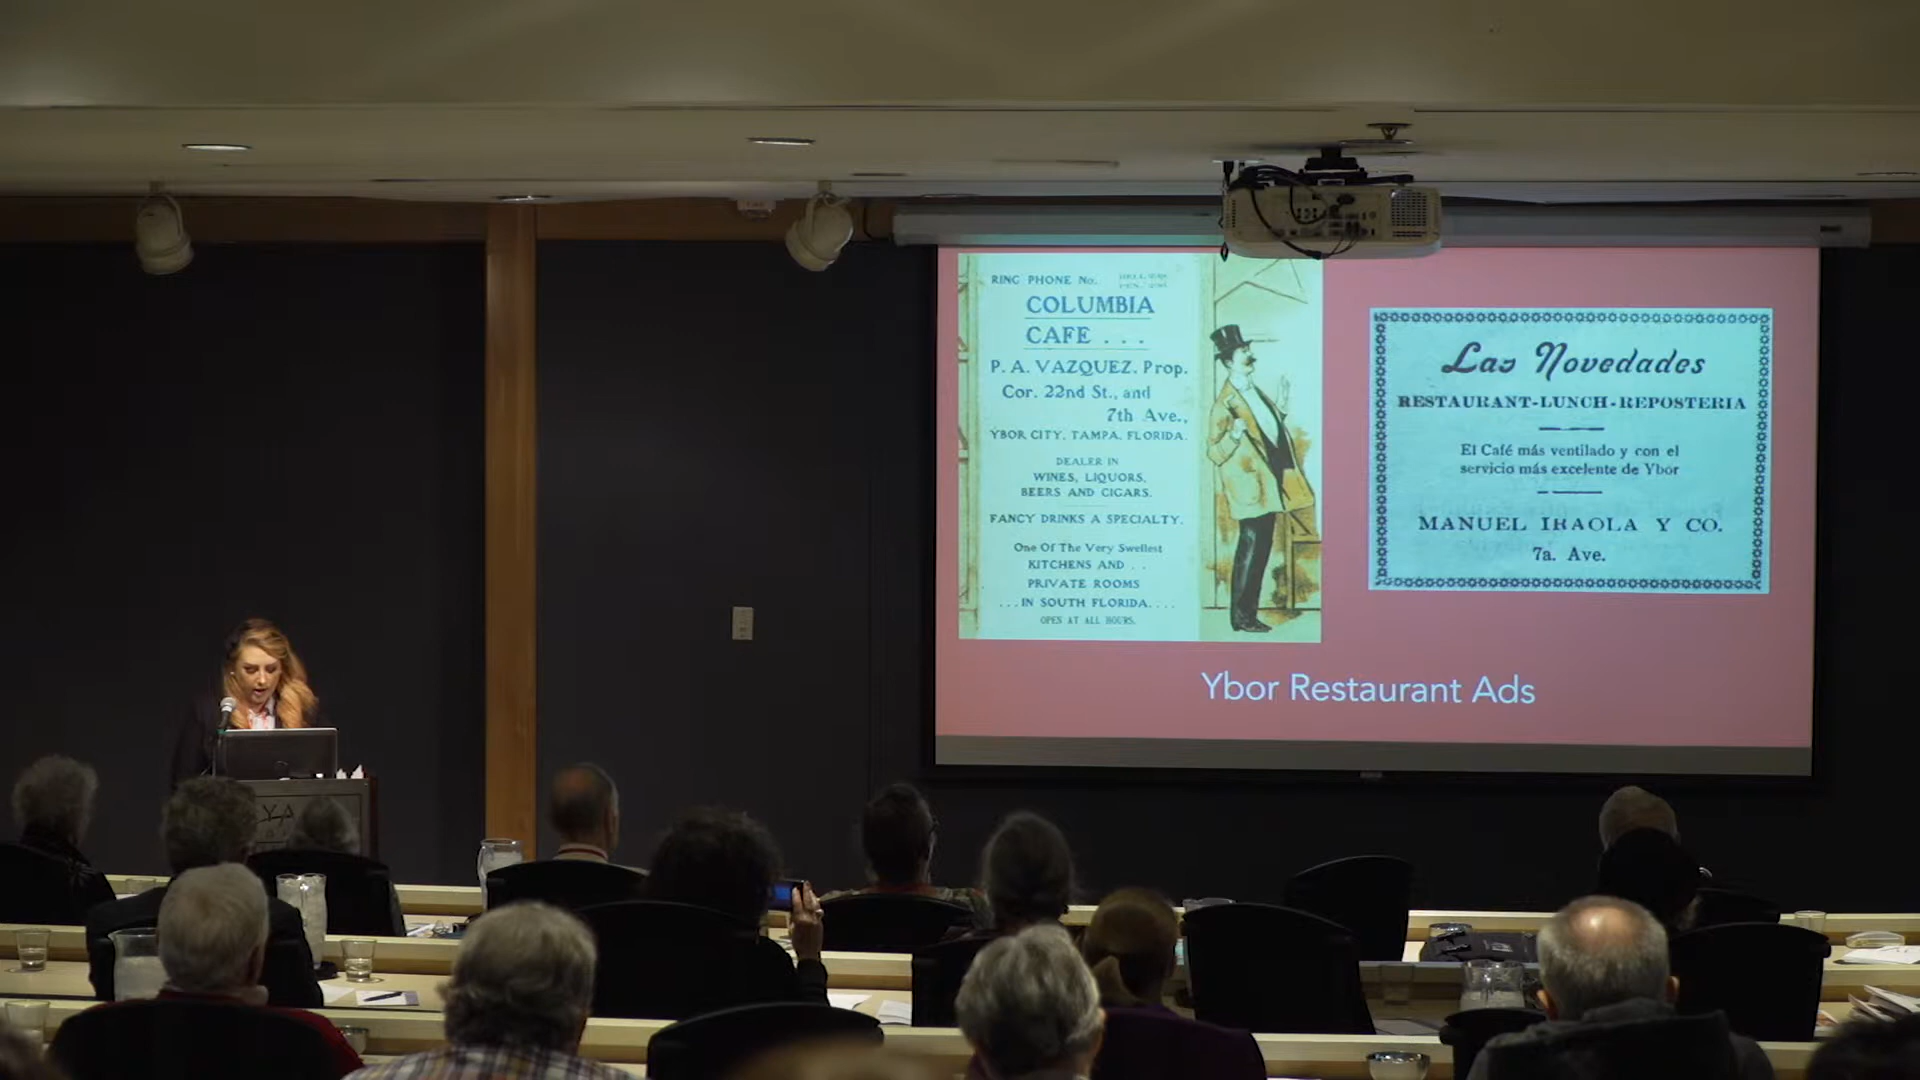 RING PHONE No.
COLUMBIA
CAFE . . .
P. A. VAZQUEZ, Prop.
Cor. 22nd St., and
7th Ave.,
YBOR CITY, TAMPA, FLORIDA.
DEALER IN
WINES, LIQUORS,
BEERS AND CIGARS.
FANCY DRINKS A SPECIALTY.
One Of The Very Swellest
KITCHENS AND . .
PRIVATE ROOMS
. . . IN SOUTH FLORIDA. . . .
OPEN AT ALL HOURS.
Las Novedades
RESTAURANT-LUNCH-REPOSTERIA
El Café más ventilado y con el
servicio más excelente de Ybor
MANUEL IRAOLA Y CO.
7a. Ave.
Ybor Restaurant Ads